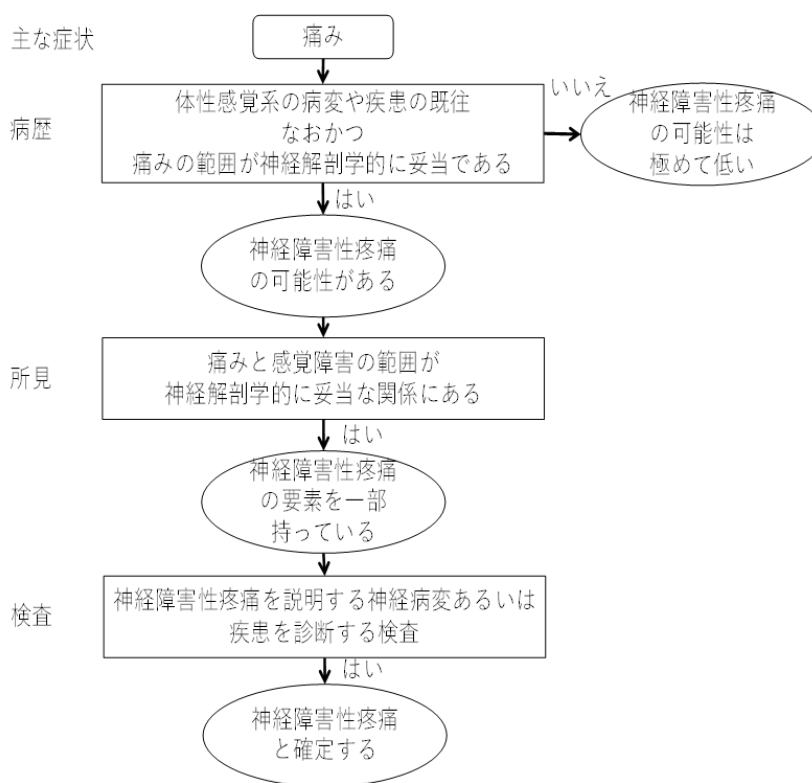 主な症状
痛み
病歴
体性感覚系の病変や疾患の既往
なおかつ
痛みの範囲が神経解剖学的に妥当である
いいえ
神経障害性疼痛
の可能性は
極めて低い
はい
神経障害性疼痛
の可能性がある
所見
痛みと感覚障害の範囲が
神経解剖学的に妥当な関係にある
はい
神経障害性疼痛
の要素を一部
持っている
検査
神経障害性疼痛を説明する神経病変あるいは
疾患を診断する検査
はい
神経障害性疼痛
と確定する